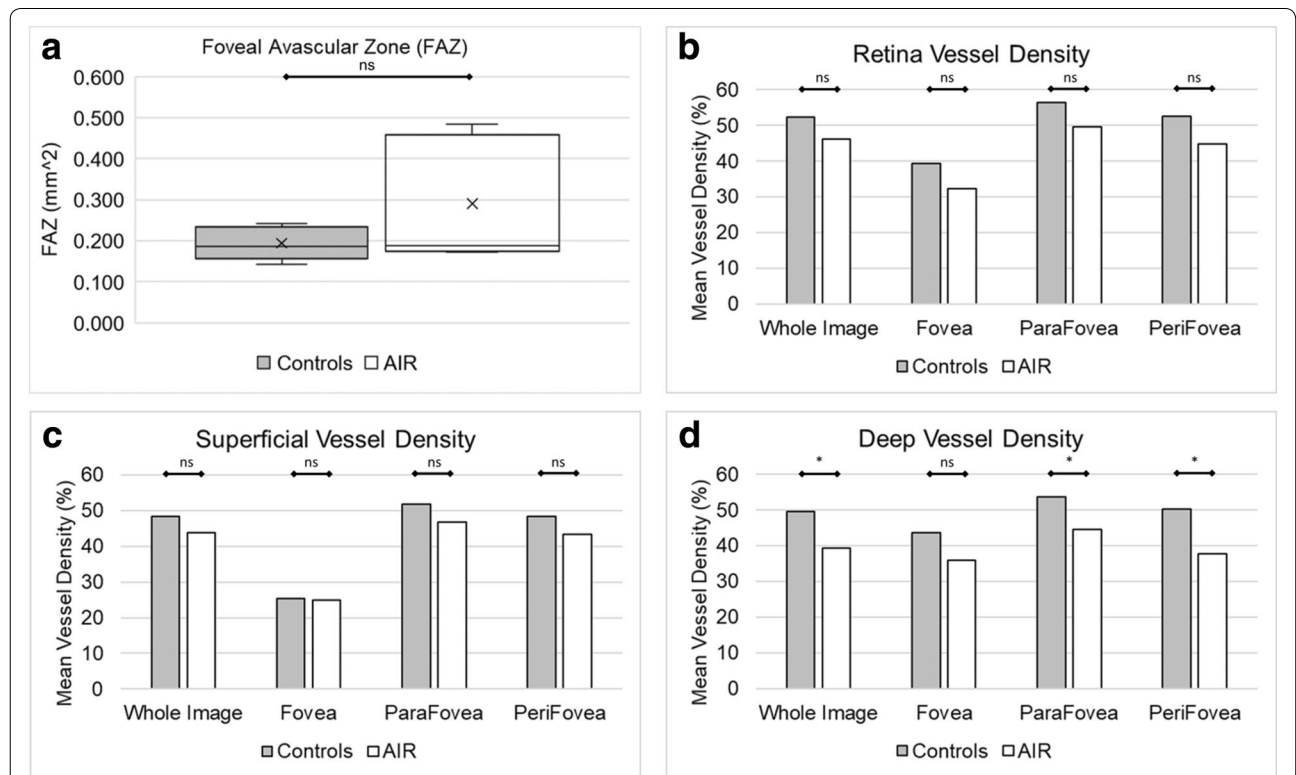 a
Foveal Avascular Zone (FAZ)
ns
0.600
0.500
0.400
0.300
0.200
0.100
0.000
FAZ (mm^2)
Controls AIR
b
Retina Vessel Density
ns ns ns ns
60
50
40
30
20
10
0
Mean Vessel Density (%)
Whole Image Fovea ParaFovea PeriFovea
Controls AIR
c
Superficial Vessel Density
ns ns ns ns
60
50
40
30
20
10
0
Mean Vessel Density (%)
Whole Image Fovea ParaFovea PeriFovea
Controls AIR
d
Deep Vessel Density
* ns * *
60
50
40
30
20
10
0
Mean Vessel Density (%)
Whole Image Fovea ParaFovea PeriFovea
Controls AIR